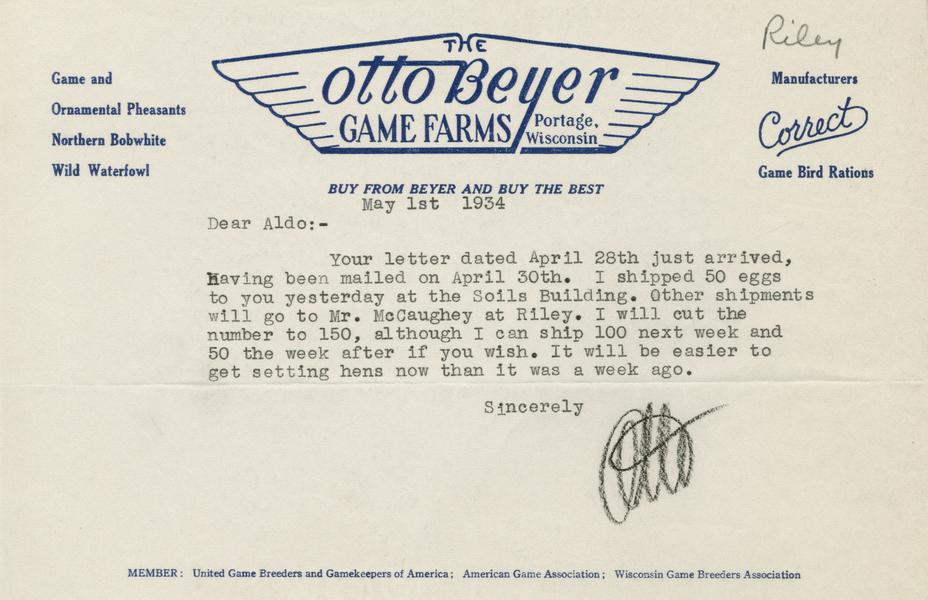 Riley
THE
Otto Beyer
GAME FARMS
Portage,
Wisconsin
Game and
Ornamental Pheasants
Northern Bobwhite
Wild Waterfowl
Manufacturers
Correct
Game Bird Rations
BUY FROM BEYER AND BUY THE BEST
May 1st 1934
Dear Aldo:-
Your letter dated April 28th just arrived,
Having been mailed on April 30th. I shipped 50 eggs
to you yesterday at the Soils Building. Other shipments
will go to Mr. McCaughey at Riley. I will cut the
number to 150, although I can ship 100 next week and
50 the week after if you wish. It will be easier to
get setting hens now than it was a week ago.
Sincerely
Otto
MEMBER: United Game Breeders and Gamekeepers of America; American Game Association; Wisconsin Game Breeders Association